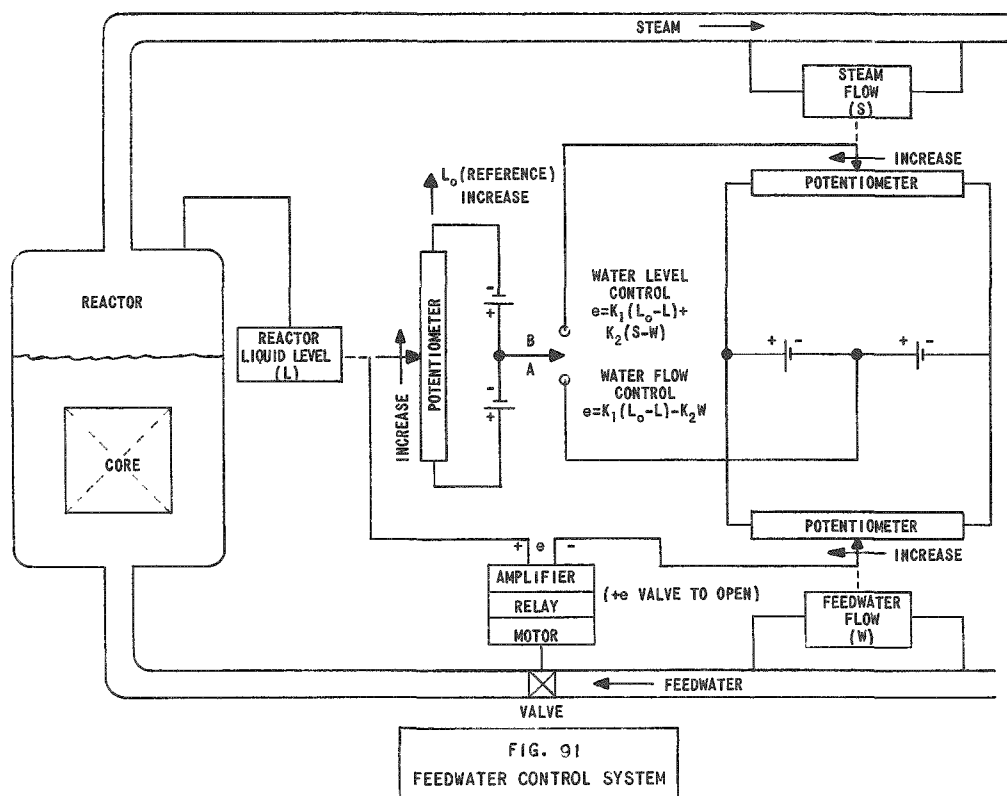 STEAM
STEAM
FLOW
(S)
INCREASE
POTENTIOMETER
L₀ (REFERENCE)
INCREASE
REACTOR
REACTOR
LIQUID LEVEL
(L)
INCREASE
POTENTIOMETER
-
+
-
+
B
A
WATER LEVEL
CONTROL
e=K₁(L₀-L)+
K₂(S-W)
WATER FLOW
CONTROL
e=K₁(L₀-L)-K₂W
+ -
+ -
CORE
POTENTIOMETER
INCREASE
+ e -
AMPLIFIER
RELAY
MOTOR
(+e VALVE TO OPEN)
FEEDWATER
FLOW
(W)
FEEDWATER
VALVE
FIG. 91
FEEDWATER CONTROL SYSTEM